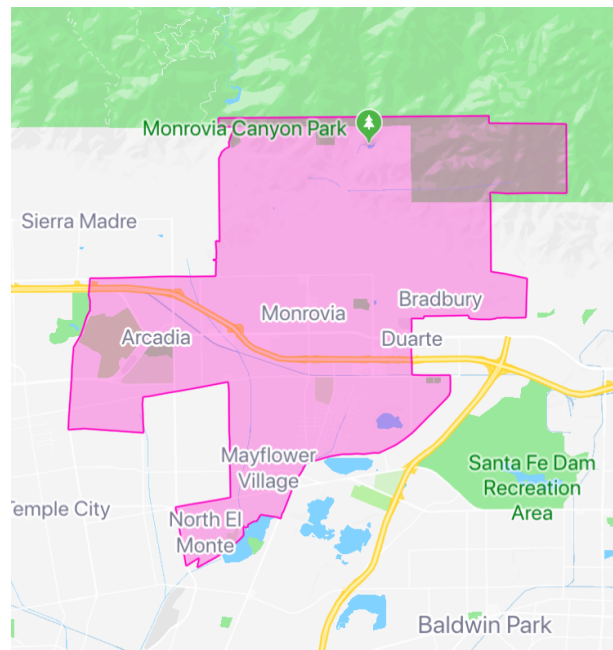 Monrovia Canyon Park
Sierra Madre
Monrovia
Bradbury
Arcadia
Duarte
Mayflower
Village
Santa Fe Dam
Recreation
Area
Temple City
North El
Monte
Baldwin Park